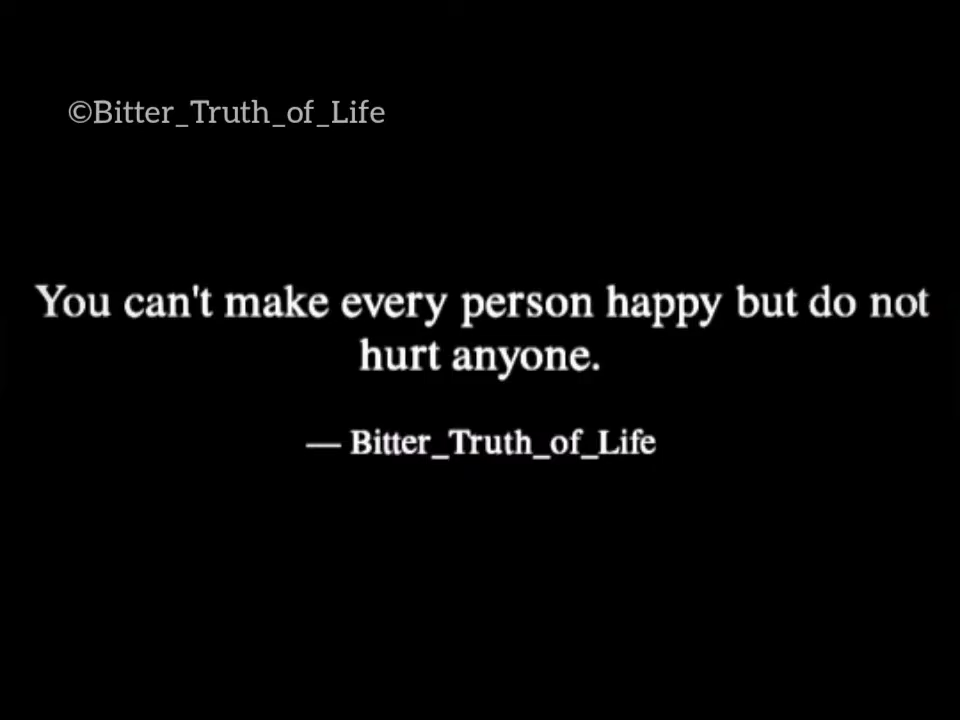 ©Bitter_Truth_of_Life
You can't make every person happy but do not
hurt anyone.
— Bitter_Truth_of_Life